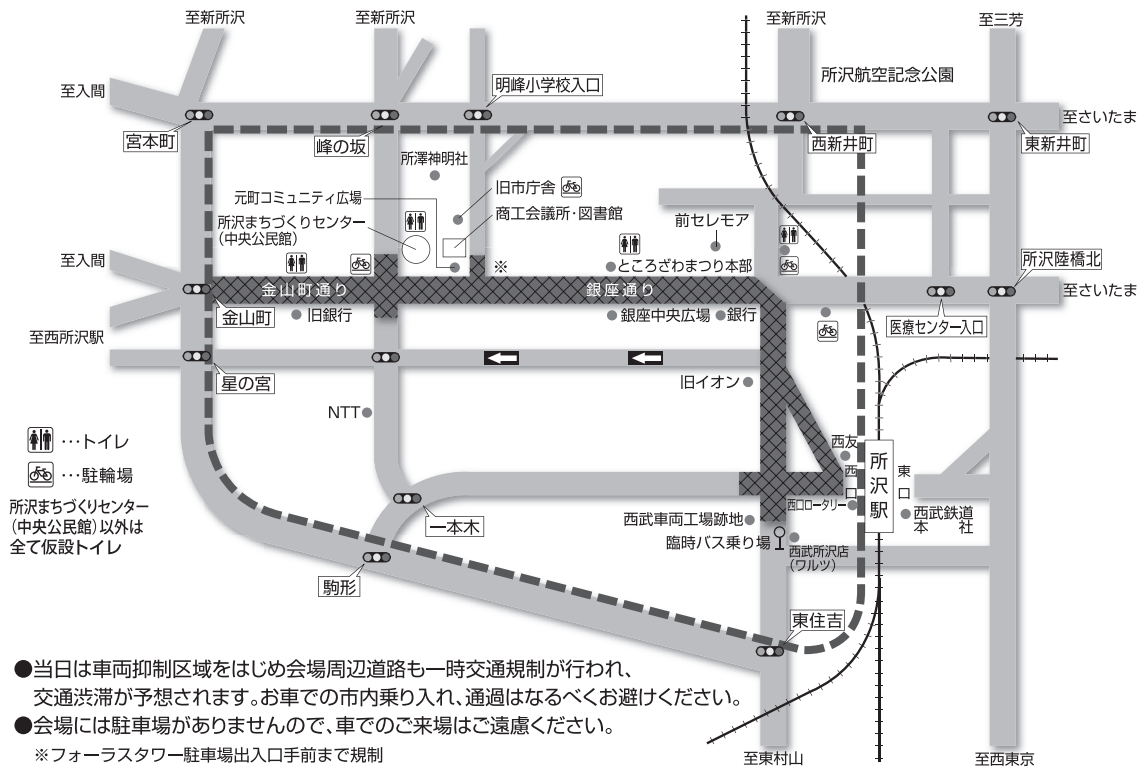 至新所沢
至新所沢
至新所沢
至三芳
所沢航空記念公園
至入間
明峰小学校入口
至さいたま
宮本町
峰の坂
西新井町
東新井町
所澤神明社
旧市庁舎
元町コミュニティ広場
商工会議所・図書館
所沢まちづくりセンター
(中央公民館)
前セレモア
至入間
※
ところざわまつり本部
所沢陸橋北
金山町通り
銀座通り
至さいたま
金山町
旧銀行
銀座中央広場
銀行
医療センター入口
至西所沢駅
星の宮
旧イオン
NTT
…トイレ
…駐輪場
所沢まちづくりセンター
(中央公民館)以外は
全て仮設トイレ
西友
西口
所沢駅
東口
西口ロータリー
一本木
西武車両工場跡地
西武鉄道
本社
臨時バス乗り場
西武所沢店
(ワルツ)
駒形
東住吉
●当日は車両抑制区域をはじめ会場周辺道路も一時交通規制が行われ、
交通渋滞が予想されます。お車での市内乗り入れ、通過はなるべくお避けください。
●会場には駐車場がありませんので、車でのご来場はご遠慮ください。
※フォーラスタワー駐車場出入口手前まで規制
至東村山
至西東京